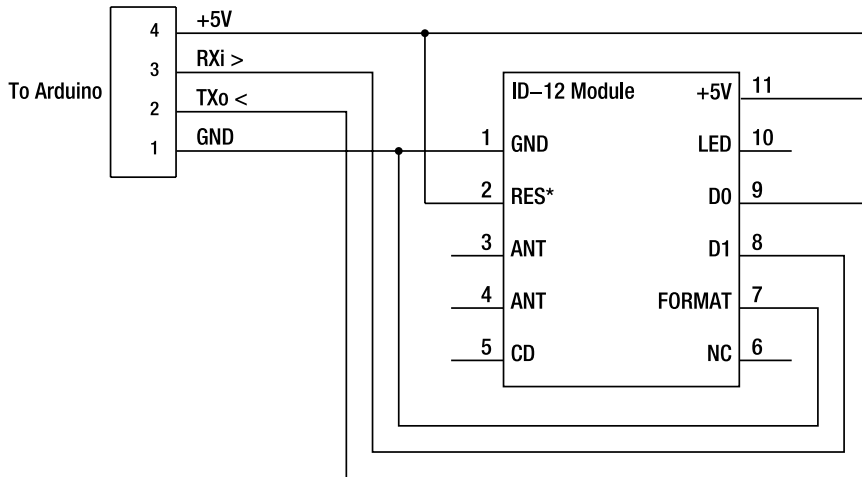 4 +5V
3 RXi >
To Arduino
2 TXo <
1 GND
ID–12 Module
1 GND
2 RES*
3 ANT
4 ANT
5 CD
+5V 11
LED 10
D0 9
D1 8
FORMAT 7
NC 6